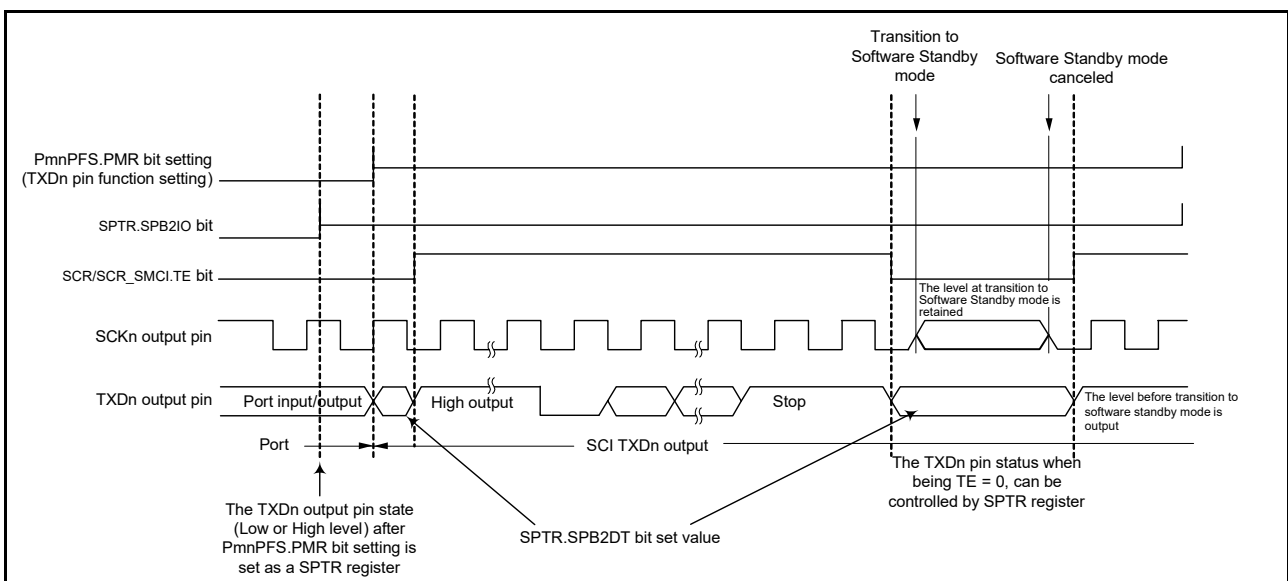 Transition to
Software Standby
mode
Software Standby mode
canceled
PmnPFS.PMR bit setting
(TXDn pin function setting)
SPTR.SPB2IO bit
SCR/SCR_SMCI.TE bit
The level at transition to
Software Standby mode is
retained
SCKn output pin
TXDn output pin
Port input/output
High output
Stop
The level before transition to
software standby mode is
output
Port
SCI TXDn output
The TXDn pin status when
being TE = 0, can be
controlled by SPTR register
The TXDn output pin state
(Low or High level) after
PmnPFS.PMR bit setting is
set as a SPTR register
SPTR.SPB2DT bit set value